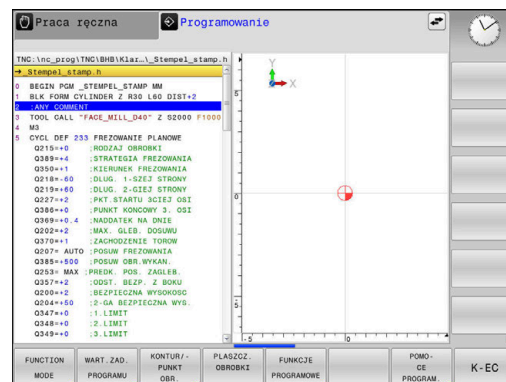 Praca ręczna
Programowanie
TNC:\nc_prog\TNC\BHB\Klar…\_Stempel_stamp.h
→_Stempel_stamp.h
0 BEGIN PGM _STEMPEL_STAMP MM
1 BLK FORM CYLINDER Z R30 L60 DIST+2
2 ;ANY COMMENT
3 TOOL CALL "FACE_MILL_D40" Z S2000 F1000
4 M3
5 CYCL DEF 233 FREZOWANIE PLANOWE
Q215=+0 ;RODZAJ OBROBKI
Q389=+4 ;STRATEGIA FREZOWANIA
Q350=+1 ;KIERUNEK FREZOWANIA
Q218=-60 ;DLUG. 1-SZEJ STRONY
Q219=+60 ;DLUG. 2-GIEJ STRONY
Q227=+2 ;PKT.STARTU 3CIEJ OSI
Q386=+0 ;PUNKT KONCOWY 3. OSI
Q369=+0.4 ;NADDATEK NA DNIE
Q202=+2 ;MAX. GLEB. DOSUWU
Q370=+1 ;ZACHODZENIE TOROW
Q207= AUTO ;POSUW FREZOWANIA
Q385=+500 ;POSUW OBR.WYKAN.
Q253= MAX ;PREDK. POS. ZAGLEB.
Q357=+2 ;ODST. BEZP. Z BOKU
Q200=+2 ;BEZPIECZNA WYSOKOSC
Q204=+50 ;2-GA BEZPIECZNA WYS.
Q347=+0 ;1.LIMIT
Q348=+0 ;2.LIMIT
Q349=+0 ;3.LIMIT
Y
X
5
0
5
-5
0
FUNCTION MODE
WART.ZAD. PROGRAMU
KONTUR/- PUNKT OBR.
PLASZCZ. OBROBKI
FUNKCJE PROGRAMOWE
POMO- CE PROGRAM.
K-EC